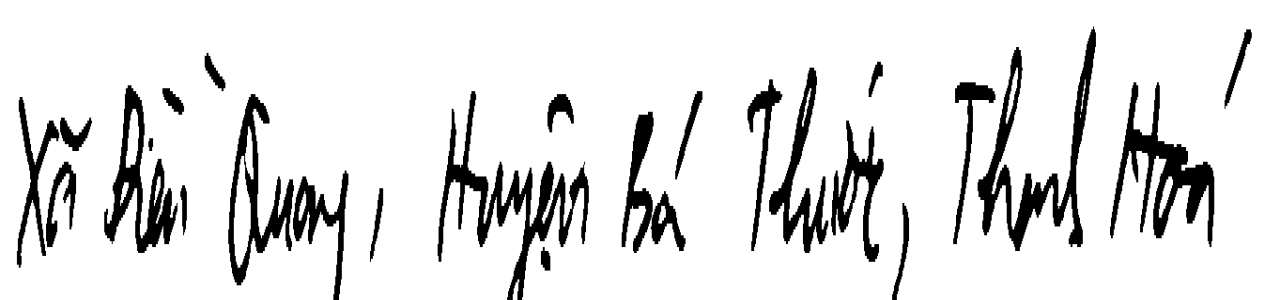 Xã Điền Quang, Huyện Bá Thước, Thanh Hoá